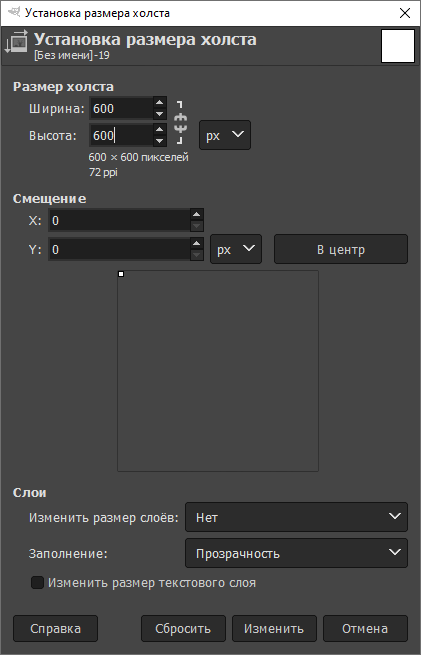 Установка размера холста
Установка размера холста
[Без имени]-19
Размер холста
Ширина: 600
Высота: 600 px
600 × 600 пикселей
72 ppi
Смещение
X: 0
Y: 0 px В центр
Слои
Изменить размер слоёв: Нет
Заполнение: Прозрачность
Изменить размер текстового слоя
Справка Сбросить Изменить Отмена